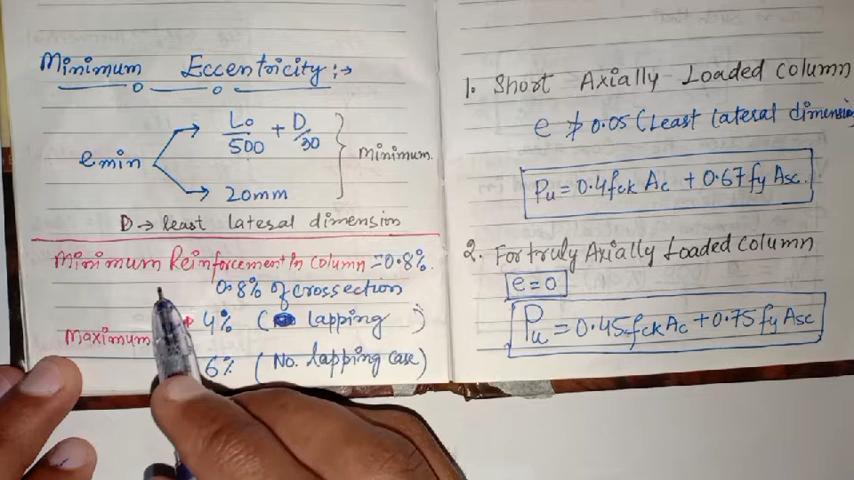 Minimum Eccentricity :→
emin
Lo/500 + D/30
20mm
minimum.
D → least lateral dimension
Minimum Reinforcement in column = 0.8%.
0.8% of crossection
Maximum
4% ( lapping )
6% (No. lapping case)
1. Short Axially Loaded column
e ≯ 0.05 (Least lateral dimension
Pu = 0.4fck Ac + 0.67 fy Asc.
2. For truly Axially Loaded column
e = 0
Pu = 0.45fck Ac + 0.75 fy Asc